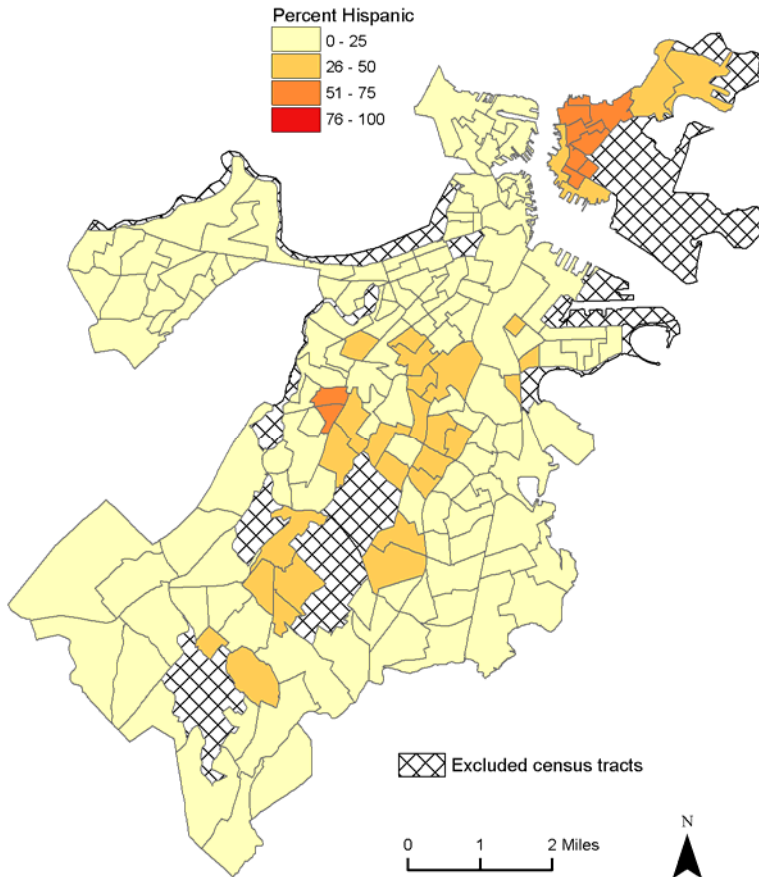 Percent Hispanic
0 - 25
26 - 50
51 - 75
76 - 100
Excluded census tracts
N
0 1 2 Miles